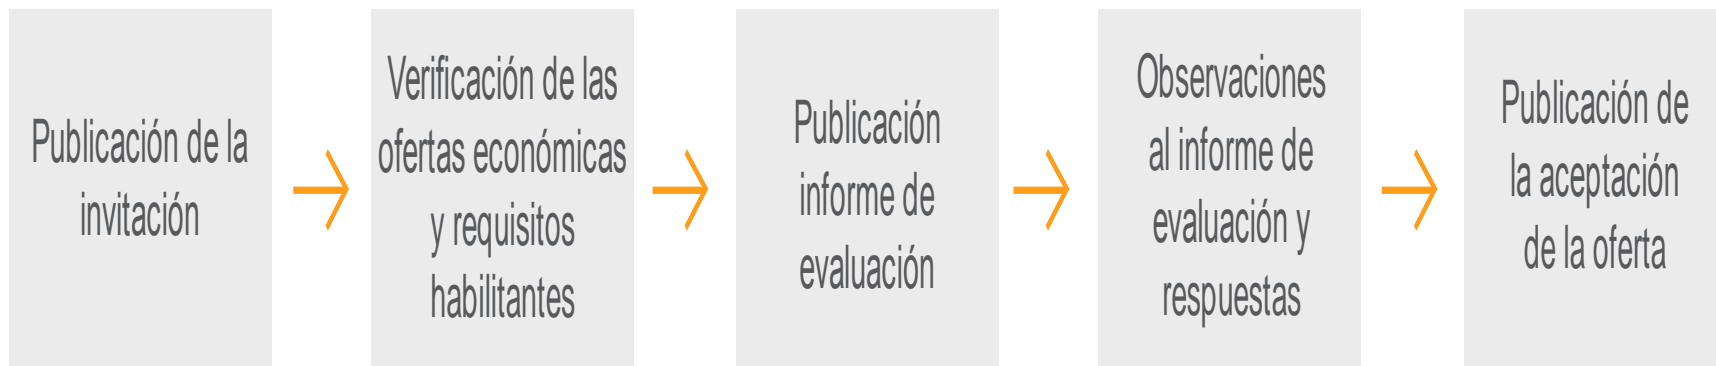 Publicación de la
invitación
Verificación de las
ofertas económicas
y requisitos
habilitantes
Publicación
informe de
evaluación
Observaciones
al informe de
evaluación y
respuestas
Publicación de
la aceptación
de la oferta